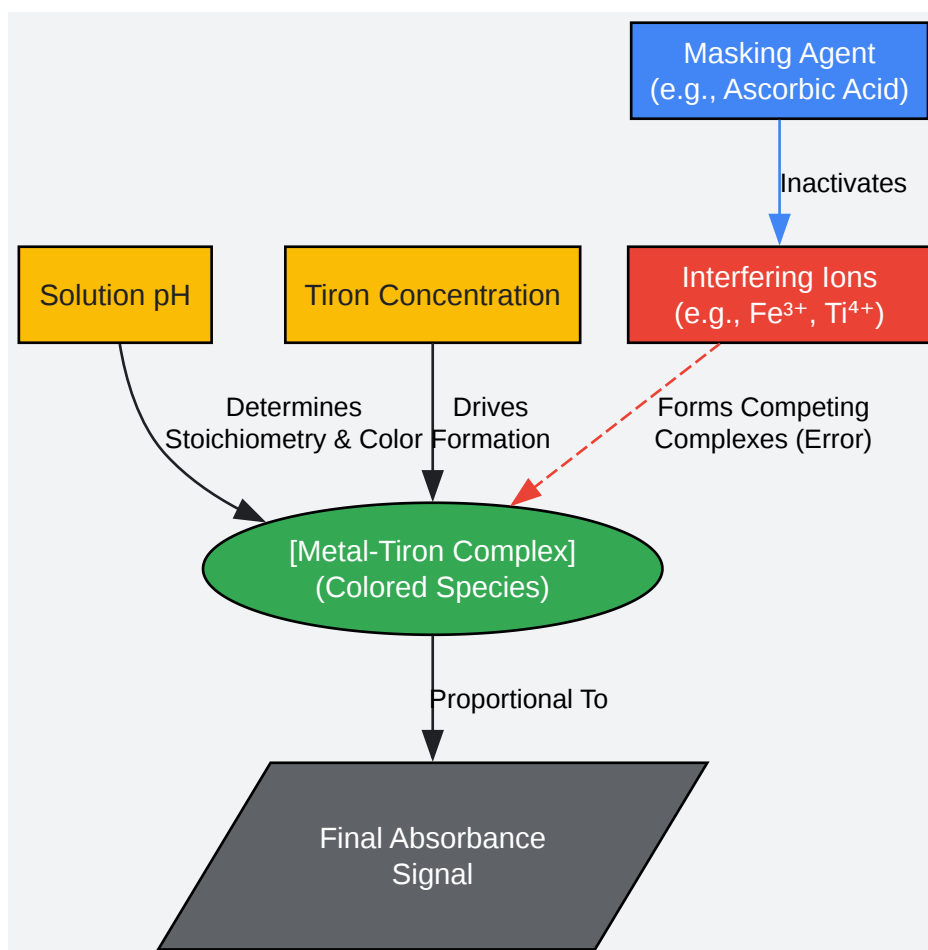 Masking Agent
(e.g., Ascorbic Acid)
Inactivates
Solution pH
Tiron Concentration
Interfering Ions
(e.g., Fe³⁺, Ti⁴⁺)
Determines
Stoichiometry & Color
Drives
Formation
Forms Competing
Complexes (Error)
[Metal-Tiron Complex]
(Colored Species)
Proportional To
Final Absorbance
Signal